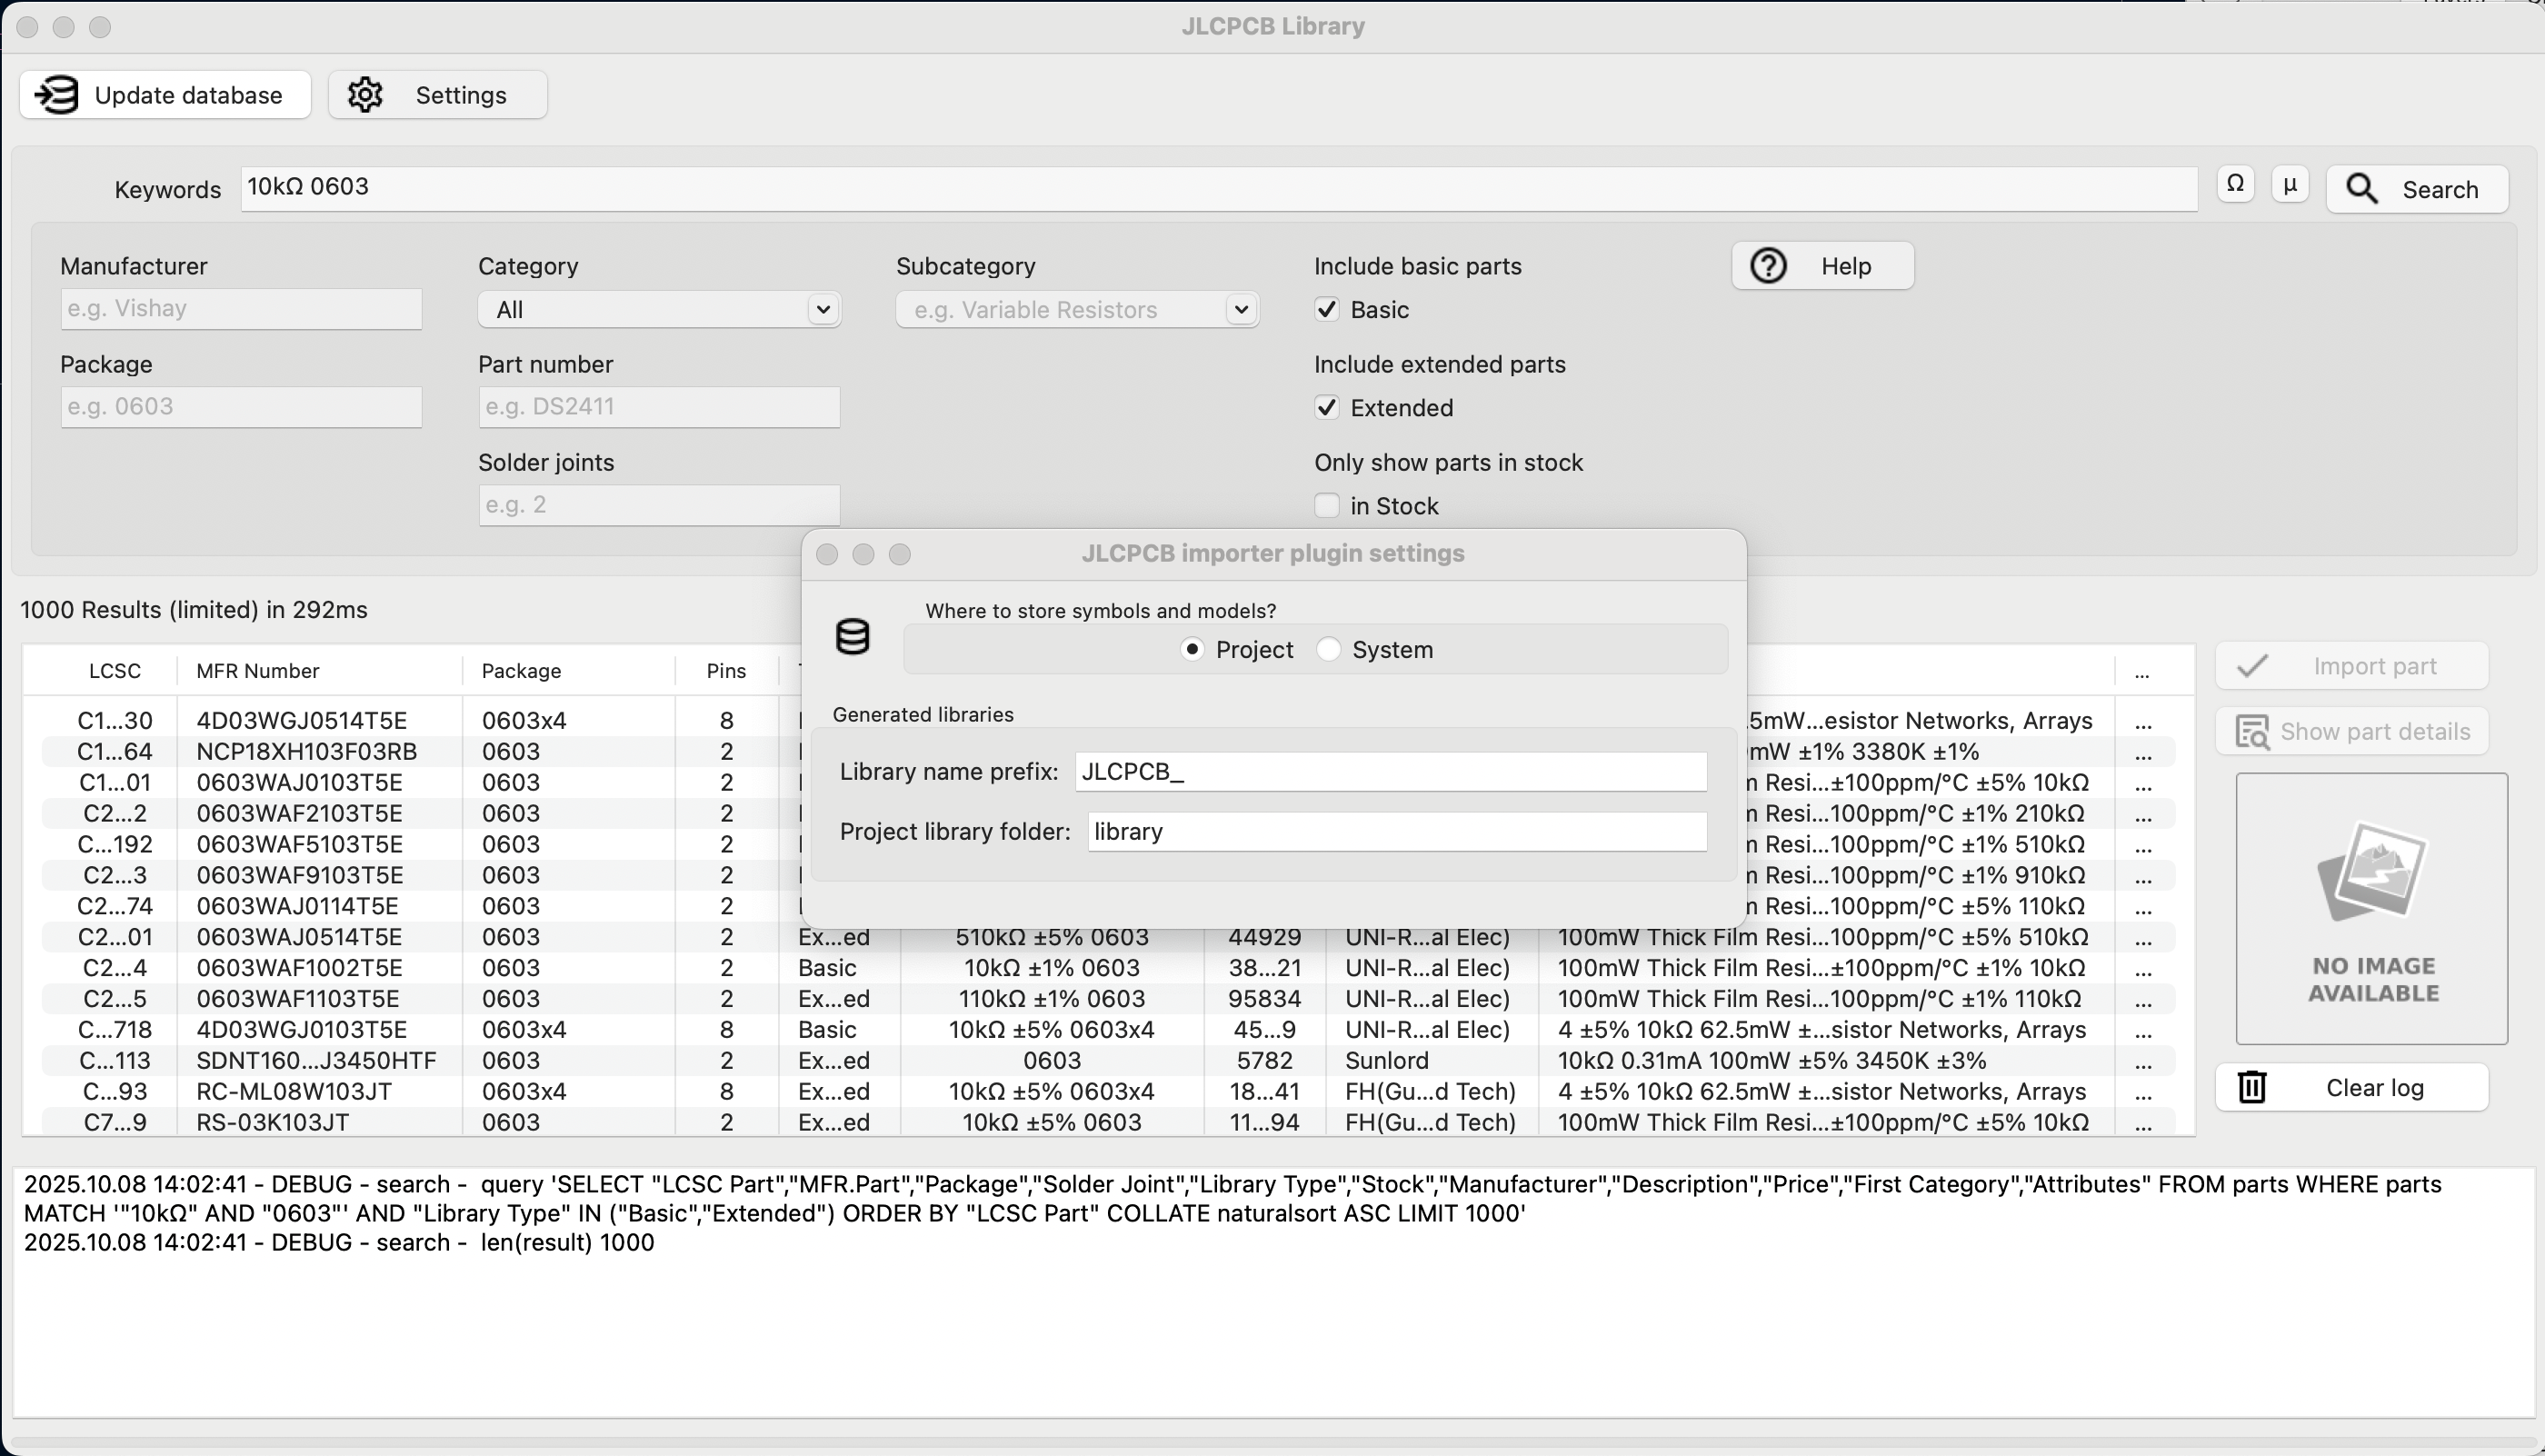 JLCPCB Library
Update database Settings
Keywords 10kΩ 0603 Ω µ Search
Manufacturer Category Subcategory Include basic parts Help
e.g. Vishay All e.g. Variable Resistors Basic
Package Part number Include extended parts
e.g. 0603 e.g. DS2411 Extended
Solder joints Only show parts in stock
e.g. 2 in Stock
JLCPCB importer plugin settings
Where to store symbols and models?
Project System
Generated libraries
Library name prefix: JLCPCB_
Project library folder: library
1000 Results (limited) in 292ms
LCSC MFR Number Package Pins ...
C1...30 4D03WGJ0514T5E 0603x4 8 .5mW...esistor Networks, Arrays ...
C1...64 NCP18XH103F03RB 0603 2 mW ±1% 3380K ±1% ...
C1...01 0603WAJ0103T5E 0603 2 Resi...±100ppm/°C ±5% 10kΩ ...
C2...2 0603WAF2103T5E 0603 2 Resi...100ppm/°C ±1% 210kΩ ...
C...192 0603WAF5103T5E 0603 2 Resi...100ppm/°C ±1% 510kΩ ...
C2...3 0603WAF9103T5E 0603 2 Resi...100ppm/°C ±1% 910kΩ ...
C2...74 0603WAJ0114T5E 0603 2 Resi...100ppm/°C ±5% 110kΩ ...
C2...01 0603WAJ0514T5E 0603 2 Ex...ed 510kΩ ±5% 0603 44929 UNI-R...al Elec) 100mW Thick Film Resi...100ppm/°C ±5% 510kΩ ...
C2...4 0603WAF1002T5E 0603 2 Basic 10kΩ ±1% 0603 38...21 UNI-R...al Elec) 100mW Thick Film Resi...±100ppm/°C ±1% 10kΩ ...
C2...5 0603WAF1103T5E 0603 2 Ex...ed 110kΩ ±1% 0603 95834 UNI-R...al Elec) 100mW Thick Film Resi...100ppm/°C ±1% 110kΩ ...
C...718 4D03WGJ0103T5E 0603x4 8 Basic 10kΩ ±5% 0603x4 45...9 UNI-R...al Elec) 4 ±5% 10kΩ 62.5mW ±...sistor Networks, Arrays ...
C...113 SDNT160...J3450HTF 0603 2 Ex...ed 0603 5782 Sunlord 10kΩ 0.31mA 100mW ±5% 3450K ±3% ...
C...93 RC-ML08W103JT 0603x4 8 Ex...ed 10kΩ ±5% 0603x4 18...41 FH(Gu...d Tech) 4 ±5% 10kΩ 62.5mW ±...sistor Networks, Arrays ...
C7...9 RS-03K103JT 0603 2 Ex...ed 10kΩ ±5% 0603 11...94 FH(Gu...d Tech) 100mW Thick Film Resi...±100ppm/°C ±5% 10kΩ ...
Import part
Show part details
NO IMAGE
AVAILABLE
Clear log
2025.10.08 14:02:41 - DEBUG - search -  query 'SELECT "LCSC Part","MFR.Part","Package","Solder Joint","Library Type","Stock","Manufacturer","Description","Price","First Category","Attributes" FROM parts WHERE parts
MATCH '"10kΩ" AND "0603"' AND "Library Type" IN ("Basic","Extended") ORDER BY "LCSC Part" COLLATE naturalsort ASC LIMIT 1000'
2025.10.08 14:02:41 - DEBUG - search -  len(result) 1000